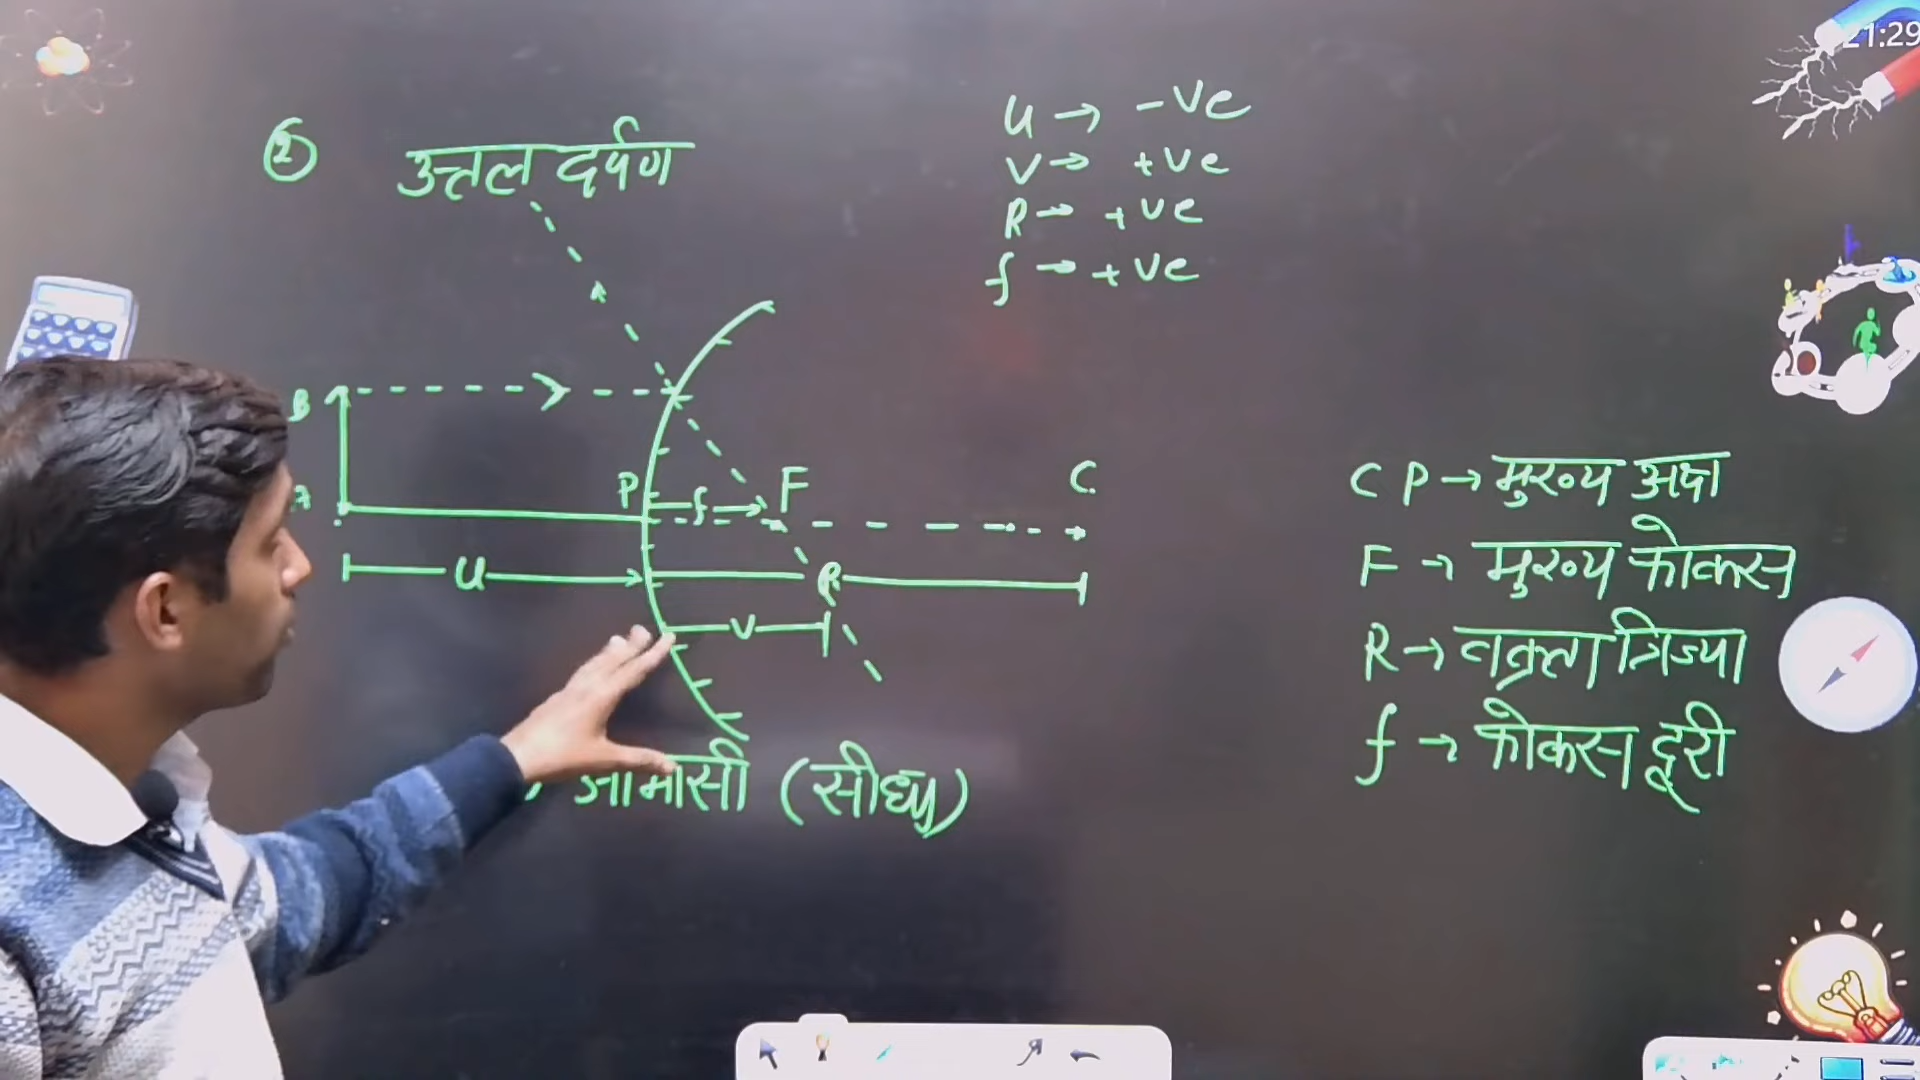 21:29
② उत्तल दर्पण
U → -ve
V → +ve
R → +ve
f → +ve
B
A
P
f
F
C
U
R
V
आभासी (सीधा)
CP → मुख्य अक्ष
F → मुख्य फोकस
R → वक्रता त्रिज्या
f → फोकस दूरी